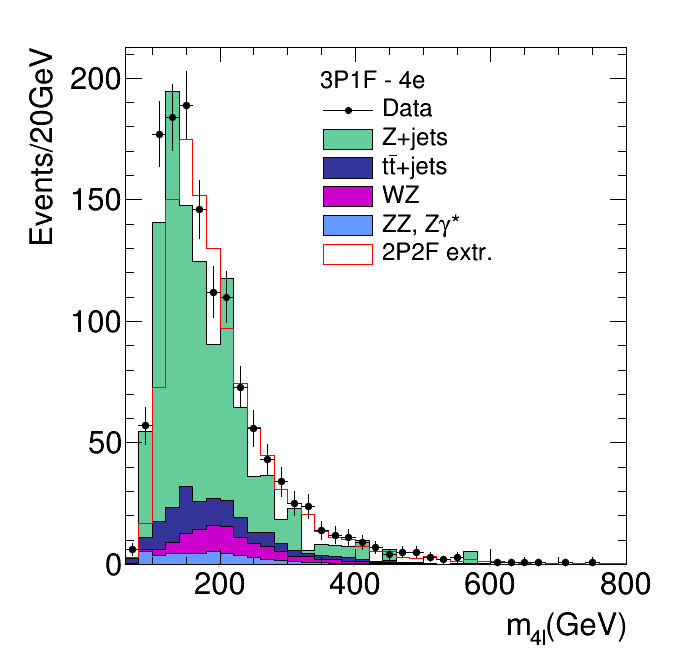 Events/20GeV
200
150
100
50
0
3P1F - 4e
Data
Z+jets
tt̄+jets
WZ
ZZ, Zγ*
2P2F extr.
200 400 600 800
m4l(GeV)